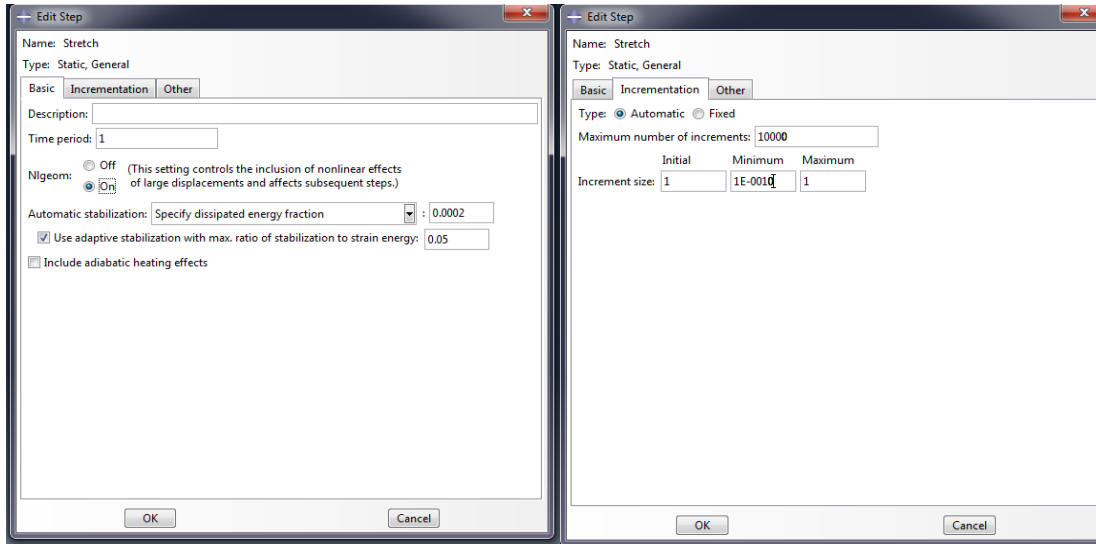 Edit Step
Name: Stretch
Type: Static, General
Basic Incrementation Other
Description:
Time period: 1
Nlgeom:
Off
On
(This setting controls the inclusion of nonlinear effects
of large displacements and affects subsequent steps.)
Automatic stabilization: Specify dissipated energy fraction : 0.0002
Use adaptive stabilization with max. ratio of stabilization to strain energy: 0.05
Include adiabatic heating effects
OK Cancel
Edit Step
Name: Stretch
Type: Static, General
Basic Incrementation Other
Type: Automatic Fixed
Maximum number of increments: 10000
Initial Minimum Maximum
Increment size: 1 1E-0010 1
OK Cancel